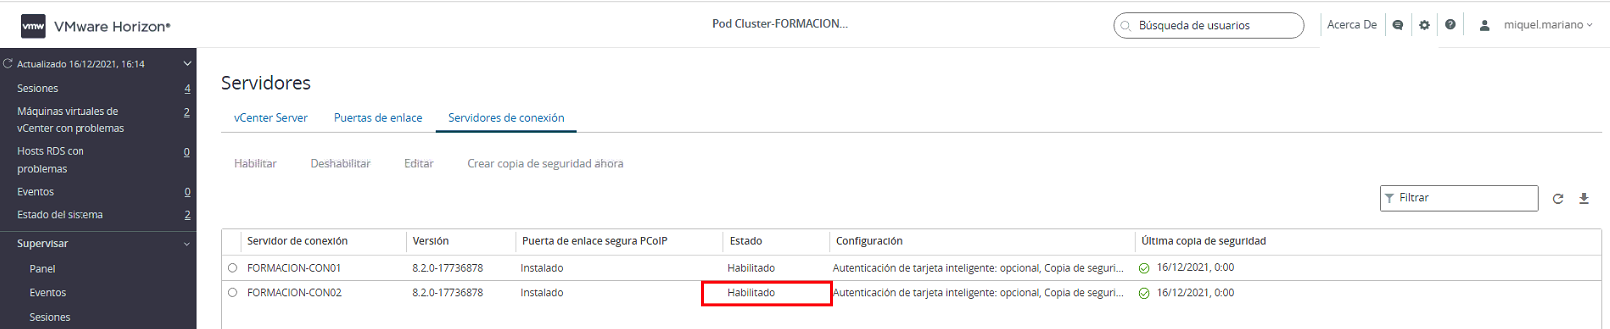 vmw VMware Horizon®
Pod Cluster-FORMACION...
Búsqueda de usuarios
Acerca De
miquel.mariano
Actualizado 16/12/2021, 16:14
Sesiones 4
Máquinas virtuales de 2
vCenter con problemas
Hosts RDS con 0
problemas
Eventos 0
Estado del sistema 2
Supervisar
Panel
Eventos
Sesiones
Servidores
vCenter Server Puertas de enlace Servidores de conexión
Habilitar Deshabilitar Editar Crear copia de seguridad ahora
Filtrar
Servidor de conexión Versión Puerta de enlace segura PCoIP Estado Configuración Última copia de seguridad
FORMACION-CON01 8.2.0-17736878 Instalado Habilitado Autenticación de tarjeta inteligente: opcional, Copia de seguri... 16/12/2021, 0:00
FORMACION-CON02 8.2.0-17736878 Instalado Habilitado Autenticación de tarjeta inteligente: opcional, Copia de seguri... 16/12/2021, 0:00